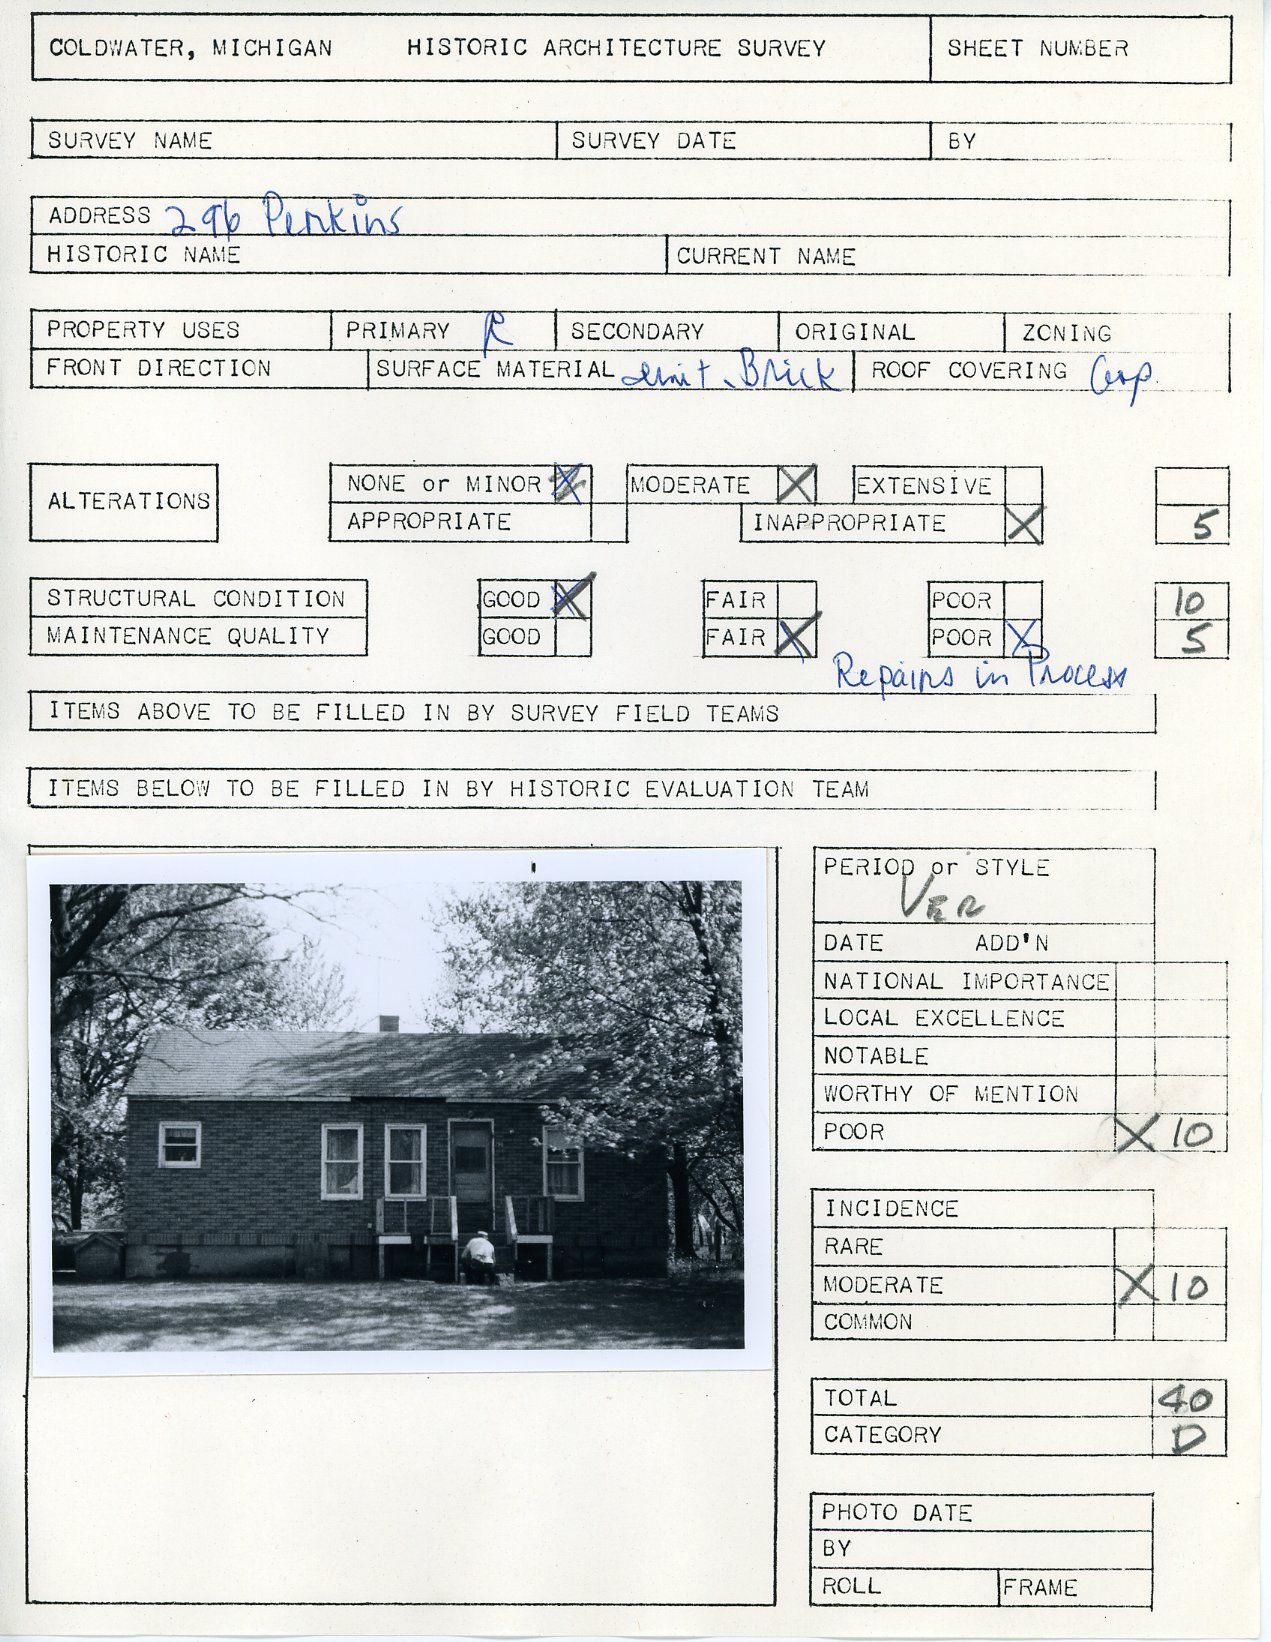 COLDWATER, MICHIGAN HISTORIC ARCHITECTURE SURVEY SHEET NUMBER
SURVEY NAME SURVEY DATE BY
ADDRESS 296 Perkins
HISTORIC NAME CURRENT NAME
PROPERTY USES PRIMARY R SECONDARY ORIGINAL ZONING
FRONT DIRECTION SURFACE MATERIAL imit. Brick ROOF COVERING
ALTERATIONS NONE or MINOR X MODERATE X EXTENSIVE
APPROPRIATE INAPPROPRIATE X 5
STRUCTURAL CONDITION GOOD X FAIR POOR 10
MAINTENANCE QUALITY GOOD FAIR X POOR X 5
Repairs in Process
ITEMS ABOVE TO BE FILLED IN BY SURVEY FIELD TEAMS
ITEMS BELOW TO BE FILLED IN BY HISTORIC EVALUATION TEAM
PERIOD or STYLE
VER
DATE ADD'N
NATIONAL IMPORTANCE
LOCAL EXCELLENCE
NOTABLE
WORTHY OF MENTION
POOR X 10
INCIDENCE
RARE
MODERATE X 10
COMMON
TOTAL 40
CATEGORY D
PHOTO DATE
BY
ROLL FRAME